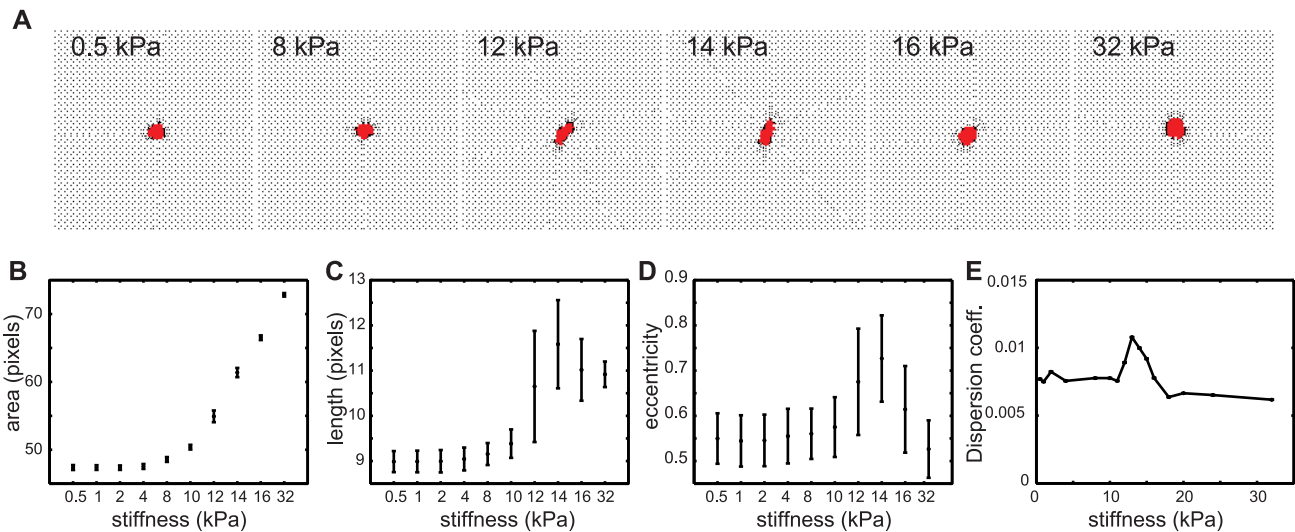 A
0.5 kPa 8 kPa 12 kPa 14 kPa 16 kPa 32 kPa
B
area (pixels)
70
60
50
0.5 1 2 4 8 10 12 14 16 32
stiffness (kPa)
C
length (pixels)
13
12
11
10
9
0.5 1 2 4 8 10 12 14 16 32
stiffness (kPa)
D
eccentricity
0.9
0.8
0.7
0.6
0.5
0.5 1 2 4 8 10 12 14 16 32
stiffness (kPa)
E
Dispersion coeff.
0.015
0.01
0.005
0
0 10 20 30
stiffness (kPa)